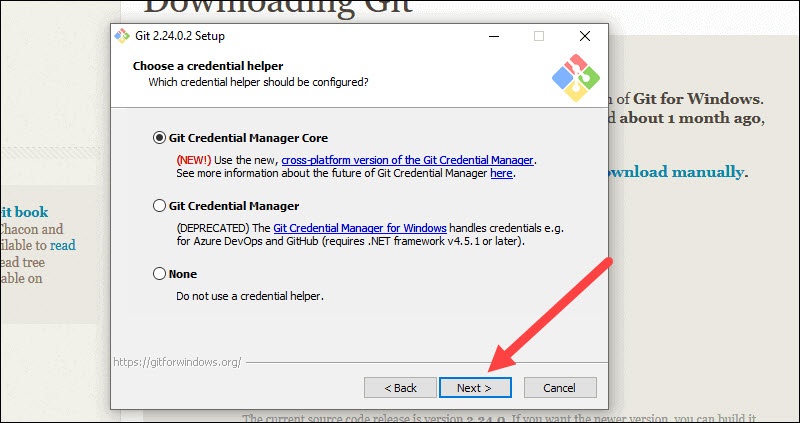 Downloading Git
Git 2.24.0.2 Setup
Choose a credential helper
Which credential helper should be configured?
Git Credential Manager Core
(NEW!) Use the new, cross-platform version of the Git Credential Manager.
See more information about the future of Git Credential Manager here.
Git Credential Manager
(DEPRECATED) The Git Credential Manager for Windows handles credentials e.g.
for Azure DevOps and GitHub (requires .NET framework v4.5.1 or later).
None
Do not use a credential helper.
https://gitforwindows.org/
< Back
Next >
Cancel
n of Git for Windows.
d about 1 month ago,
ownload manually.
it book
Chacon and
ilable to read
ead tree
able on
The current source code release is version 2.24.0. If you want the newer version, you can build it